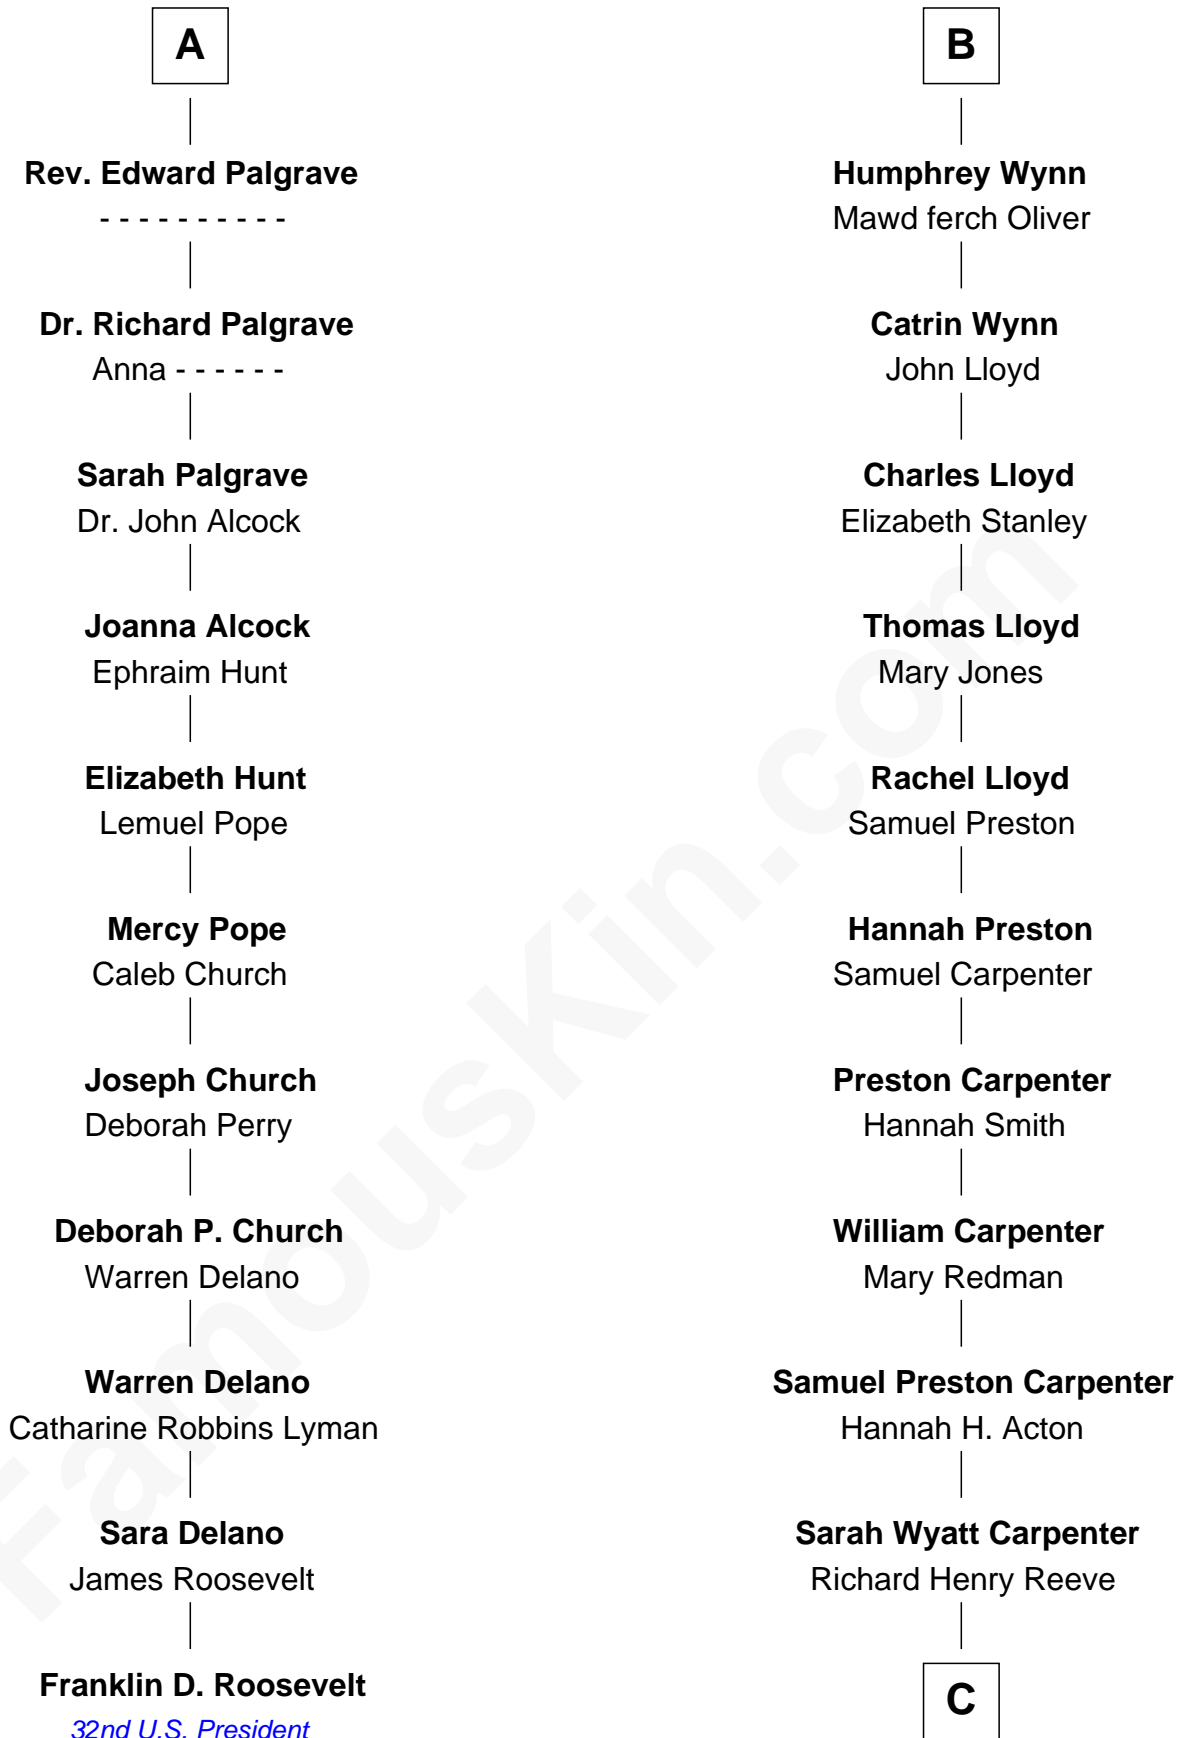 A
Rev. Edward Palgrave
- - - - - - - - - -
Dr. Richard Palgrave
Anna - - - - - -
Sarah Palgrave
Dr. John Alcock
Joanna Alcock
Ephraim Hunt
Elizabeth Hunt
Lemuel Pope
Mercy Pope
Caleb Church
Joseph Church
Deborah Perry
Deborah P. Church
Warren Delano
Warren Delano
Catharine Robbins Lyman
Sara Delano
James Roosevelt
Franklin D. Roosevelt
32nd U.S. President
B
Humphrey Wynn
Mawd ferch Oliver
Catrin Wynn
John Lloyd
Charles Lloyd
Elizabeth Stanley
Thomas Lloyd
Mary Jones
Rachel Lloyd
Samuel Preston
Hannah Preston
Samuel Carpenter
Preston Carpenter
Hannah Smith
William Carpenter
Mary Redman
Samuel Preston Carpenter
Hannah H. Acton
Sarah Wyatt Carpenter
Richard Henry Reeve
C
FamousKin.com